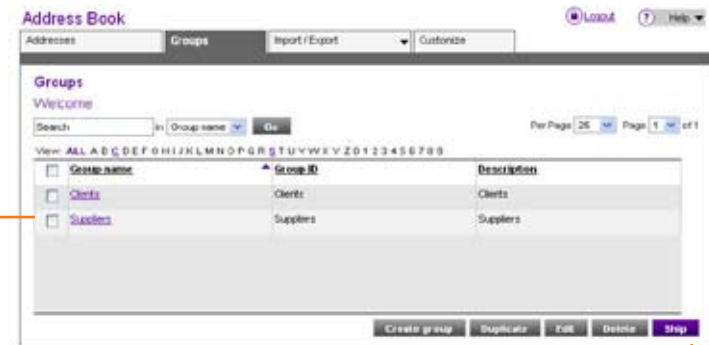 Address Book
Logout
? Help
Addresses
Groups
Import / Export
Customize
Groups
Welcome
Search in Group name Go
Per Page 25 Page 1 of 1
View: ALL A B C D E F G H I J K L M N O P Q R S T U V W X Y Z 0 1 2 3 4 5 6 7 8 9
Group name Group ID Description
Clients Clients Clients
Suppliers Suppliers Suppliers
Create group Duplicate Edit Delete Ship